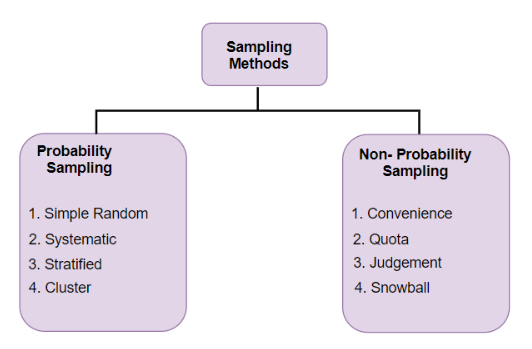 Sampling
Methods
Probability
Sampling
1. Simple Random
2. Systematic
3. Stratified
4. Cluster
Non- Probability
Sampling
1. Convenience
2. Quota
3. Judgement
4. Snowball